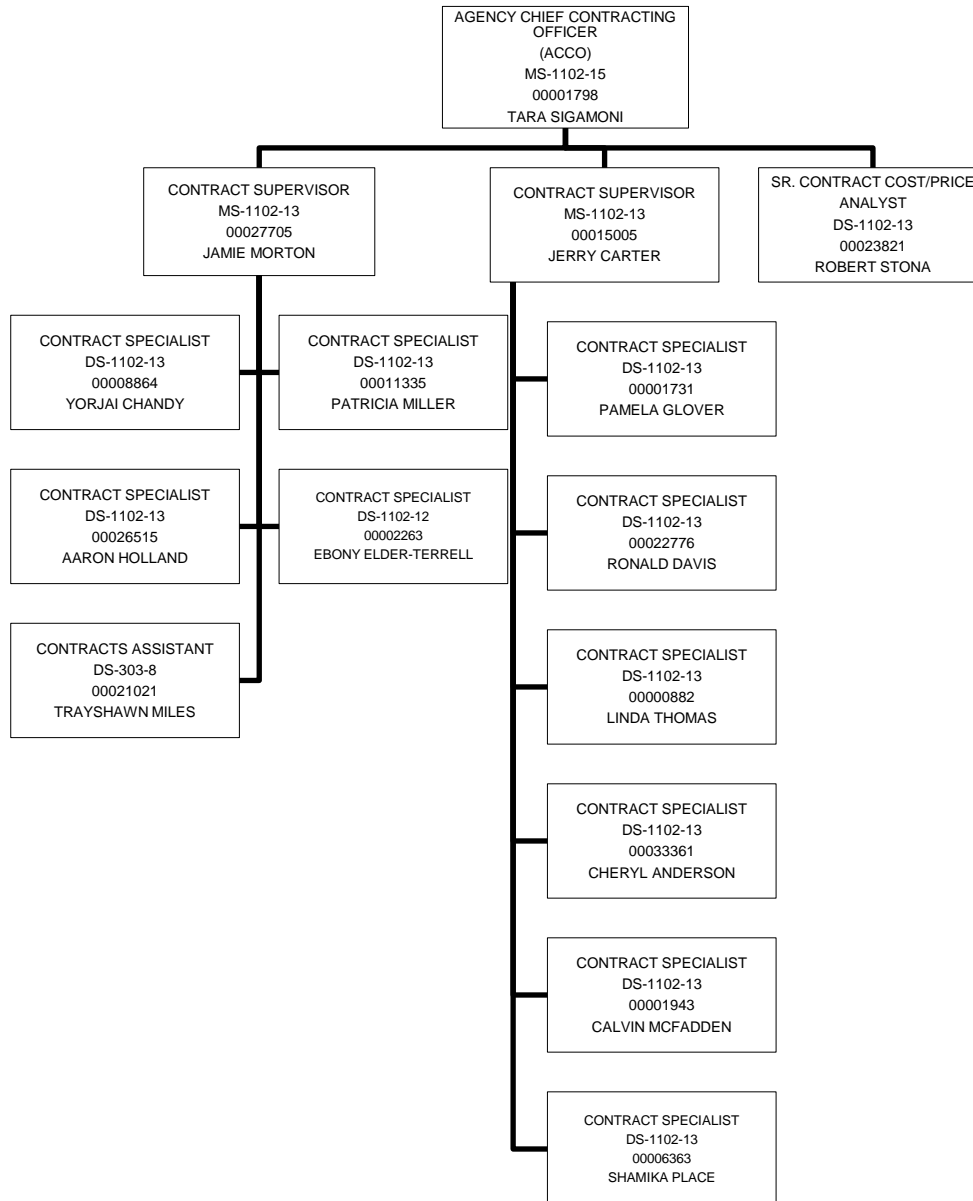 AGENCY CHIEF CONTRACTING
OFFICER
(ACCO)
MS-1102-15
00001798
TARA SIGAMONI
CONTRACT SUPERVISOR
MS-1102-13
00027705
JAMIE MORTON
CONTRACT SUPERVISOR
MS-1102-13
00015005
JERRY CARTER
SR. CONTRACT COST/PRICE
ANALYST
DS-1102-13
00023821
ROBERT STONA
CONTRACT SPECIALIST
DS-1102-13
00008864
YORJAI CHANDY
CONTRACT SPECIALIST
DS-1102-13
00011335
PATRICIA MILLER
CONTRACT SPECIALIST
DS-1102-13
00001731
PAMELA GLOVER
CONTRACT SPECIALIST
DS-1102-13
00026515
AARON HOLLAND
CONTRACT SPECIALIST
DS-1102-12
00002263
EBONY ELDER-TERRELL
CONTRACT SPECIALIST
DS-1102-13
00022776
RONALD DAVIS
CONTRACTS ASSISTANT
DS-303-8
00021021
TRAYSHAWN MILES
CONTRACT SPECIALIST
DS-1102-13
00000882
LINDA THOMAS
CONTRACT SPECIALIST
DS-1102-13
00033361
CHERYL ANDERSON
CONTRACT SPECIALIST
DS-1102-13
00001943
CALVIN MCFADDEN
CONTRACT SPECIALIST
DS-1102-13
00006363
SHAMIKA PLACE